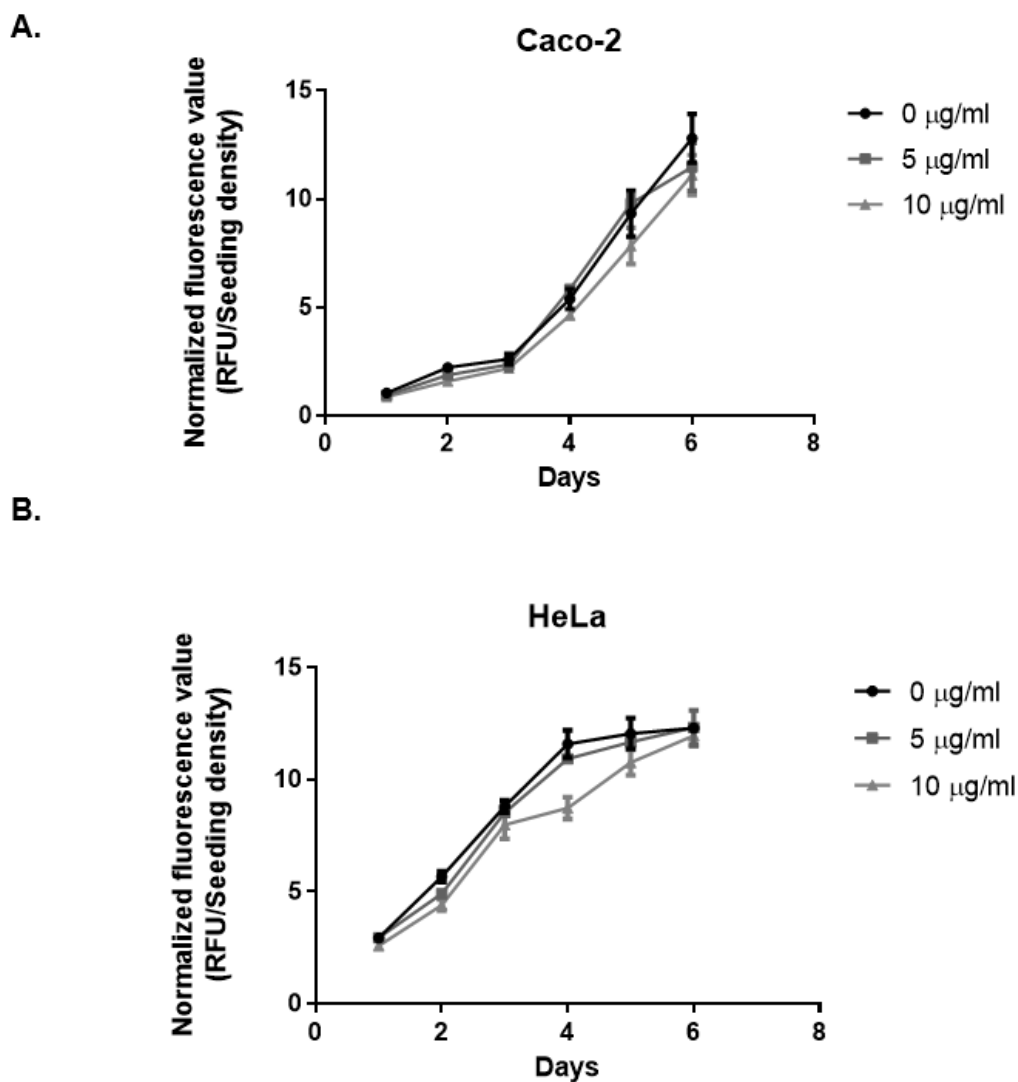 A.
Caco-2
Normalized fluorescence value
(RFU/Seeding density)
15
10
5
0
0 2 4 6 8
Days
0 μg/ml
5 μg/ml
10 μg/ml
B.
HeLa
Normalized fluorescence value
(RFU/Seeding density)
15
10
5
0
0 2 4 6 8
Days
0 μg/ml
5 μg/ml
10 μg/ml